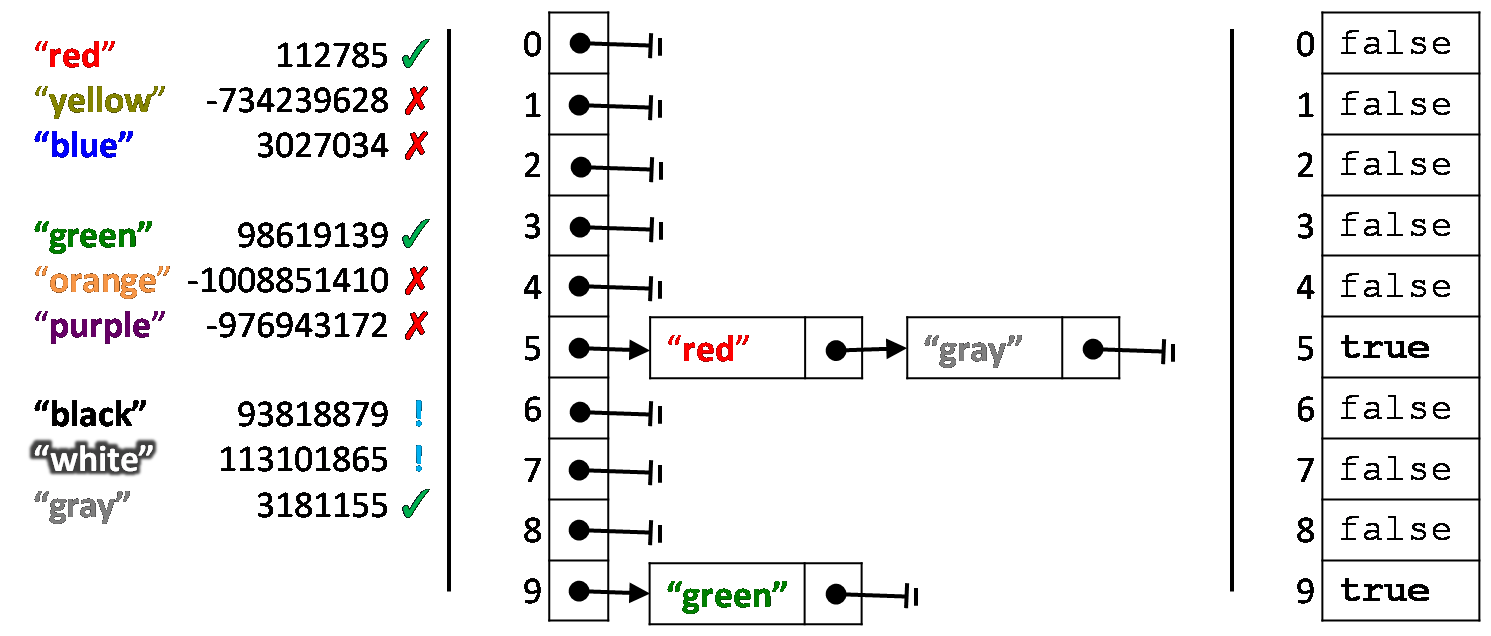 “red” 112785 ✓
“yellow” -734239628 ✗
“blue” 3027034 ✗
“green” 98619139 ✓
“orange” -1008851410 ✗
“purple” -976943172 ✗
“black” 93818879 !
“white” 113101865 !
“gray” 3181155 ✓
0
1
2
3
4
5 “red” “gray”
6
7
8
9 “green”
0 false
1 false
2 false
3 false
4 false
5 true
6 false
7 false
8 false
9 true